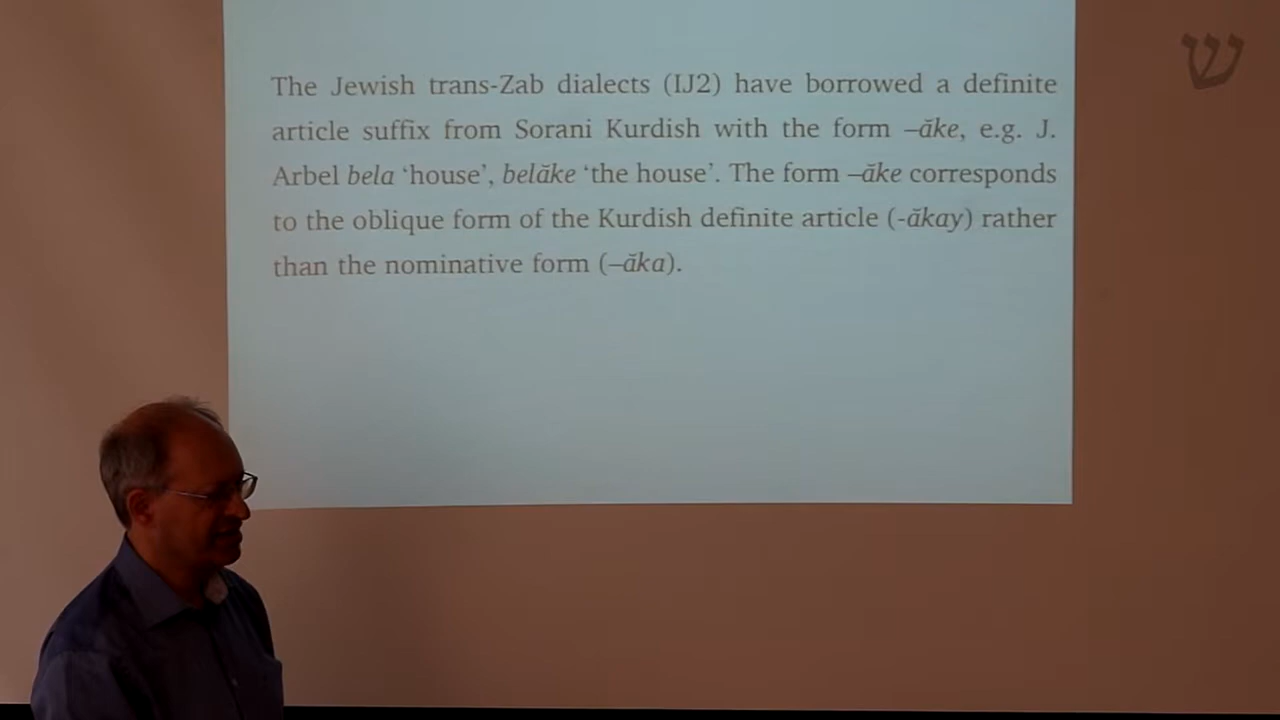 ש
The Jewish trans-Zab dialects (IJ2) have borrowed a definite
article suffix from Sorani Kurdish with the form –ăke, e.g. J.
Arbel bela ‘house’, belăke ‘the house’. The form –ăke corresponds
to the oblique form of the Kurdish definite article (-ăkay) rather
than the nominative form (–ăka).